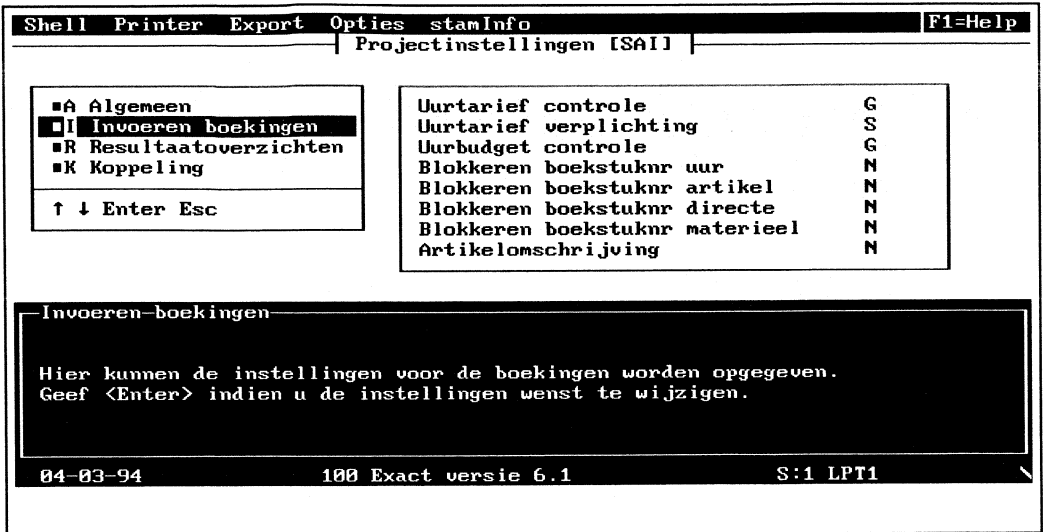 Shell Printer Export Opties stamInfo F1=Help
Projectinstellingen [SAI]
■A Algemeen
■I Invoeren boekingen
■R Resultaatoverzichten
■K Koppeling
↑ ↓ Enter Esc
Uurtarief controle G
Uurtarief verplichting S
Uurbudget controle G
Blokkeren boekstuknr uur N
Blokkeren boekstuknr artikel N
Blokkeren boekstuknr directe N
Blokkeren boekstuknr materieel N
Artikelomschrijving N
Invoeren-boekingen
Hier kunnen de instellingen voor de boekingen worden opgegeven.
Geef <Enter> indien u de instellingen wenst te wijzigen.
04-03-94 100 Exact versie 6.1 S:1 LPT1 \